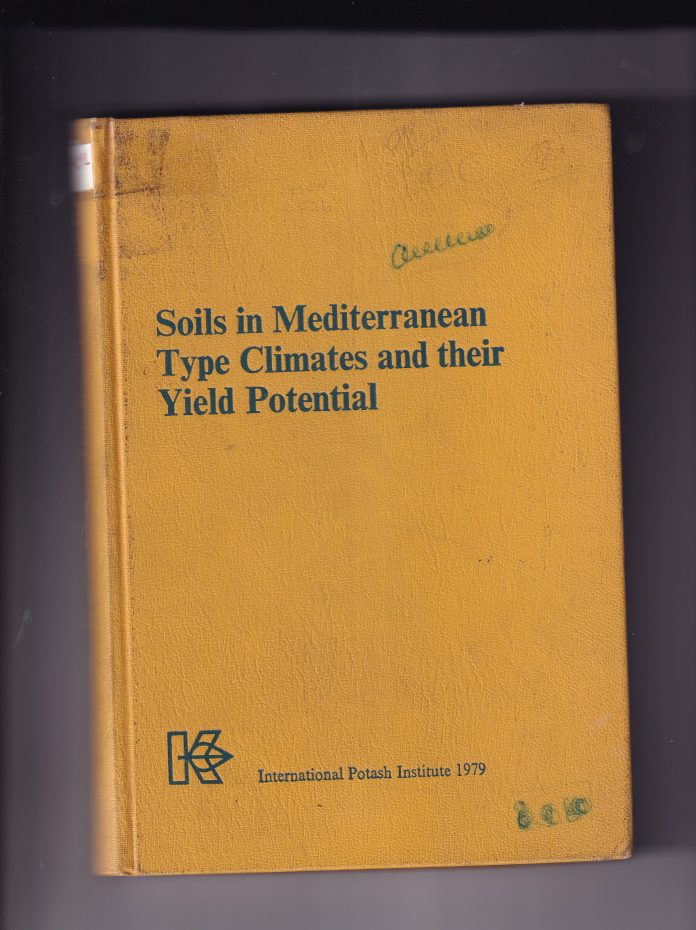 Soils in Mediterranean
Type Climates and their
Yield Potential
K
International Potash Institute 1979